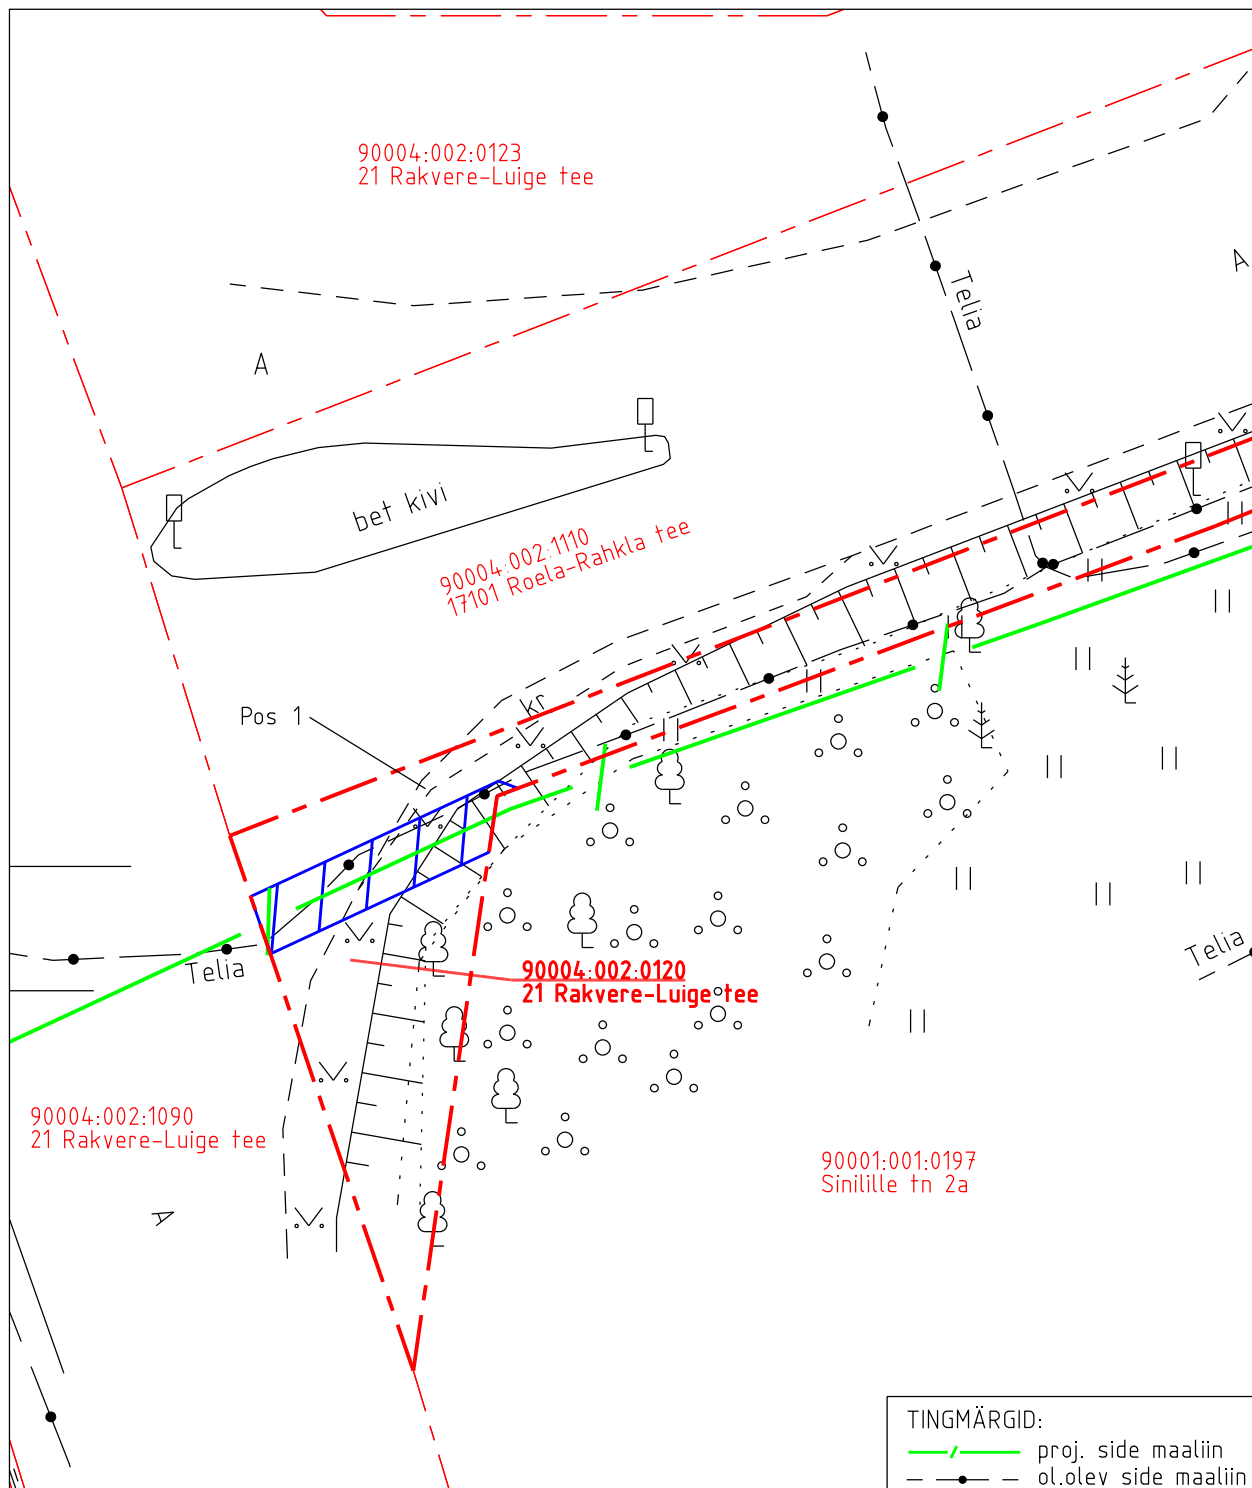 90004:002:0123
21 Rakvere-Luige tee
A
Telia
A
bet kivi
90004:002:1110
17101 Roela-Rahkla tee
Pos 1
kr
Telia
Telia
90004:002:0120
21 Rakvere-Luige tee
90004:002:1090
21 Rakvere-Luige tee
90001:001:0197
Sinilille tn 2a
A
TINGMÄRGID:
proj. side maaliin
ol.olev side maaliin